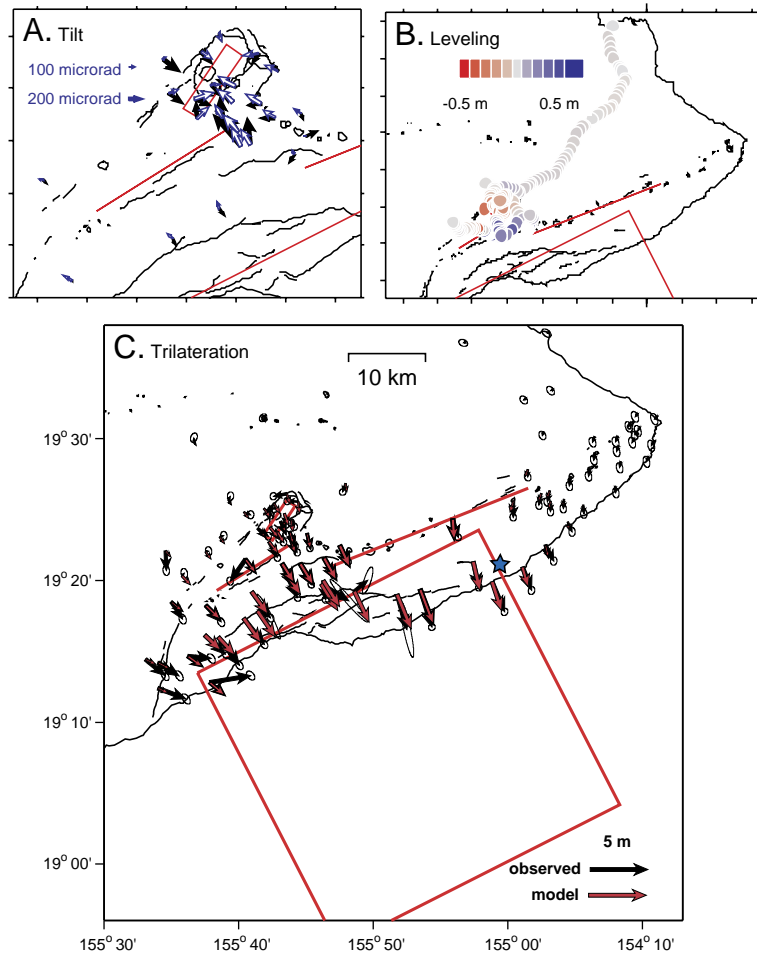 A. Tilt
100 microrad
200 microrad
B. Leveling
-0.5 m 0.5 m
C. Trilateration
10 km
19° 30'
19° 20'
19° 10'
19° 00'
5 m
observed
model
155° 30' 155° 40' 155° 50' 155° 00' 154° 10'